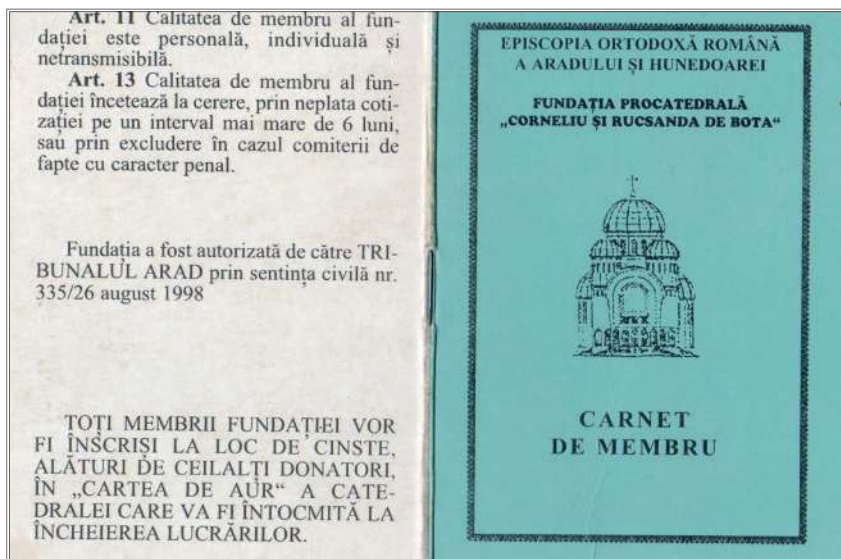 Art. 11 Calitatea de membru al fun-
dației este personală, individuală și
netransmisibilă.
Art. 13 Calitatea de membru al fun-
dației încetează la cerere, prin neplata coti-
zației pe un interval mai mare de 6 luni,
sau prin excludere în cazul comiterii de
fapte cu caracter penal.
Fundația a fost autorizată de către TRI-
BUNALUL ARAD prin sentința civilă nr.
335/26 august 1998
TOȚI MEMBRII FUNDAȚIEI VOR
FI ÎNSCRIȘI LA LOC DE CINSTE,
ALĂTURI DE CEILALȚI DONATORI,
ÎN „CARTEA DE AUR“ A CATE-
DRALEI CARE VA FI ÎNTOCMITĂ LA
ÎNCHEIEREA LUCRĂRILOR.
EPISCOPIA ORTODOXĂ ROMÂNĂ
A ARADULUI ȘI HUNEDOAREI
FUNDAȚIA PROCATEDRALĂ
„CORNELIU ȘI RUCSANDA DE BOTA“
CARNET
DE MEMBRU